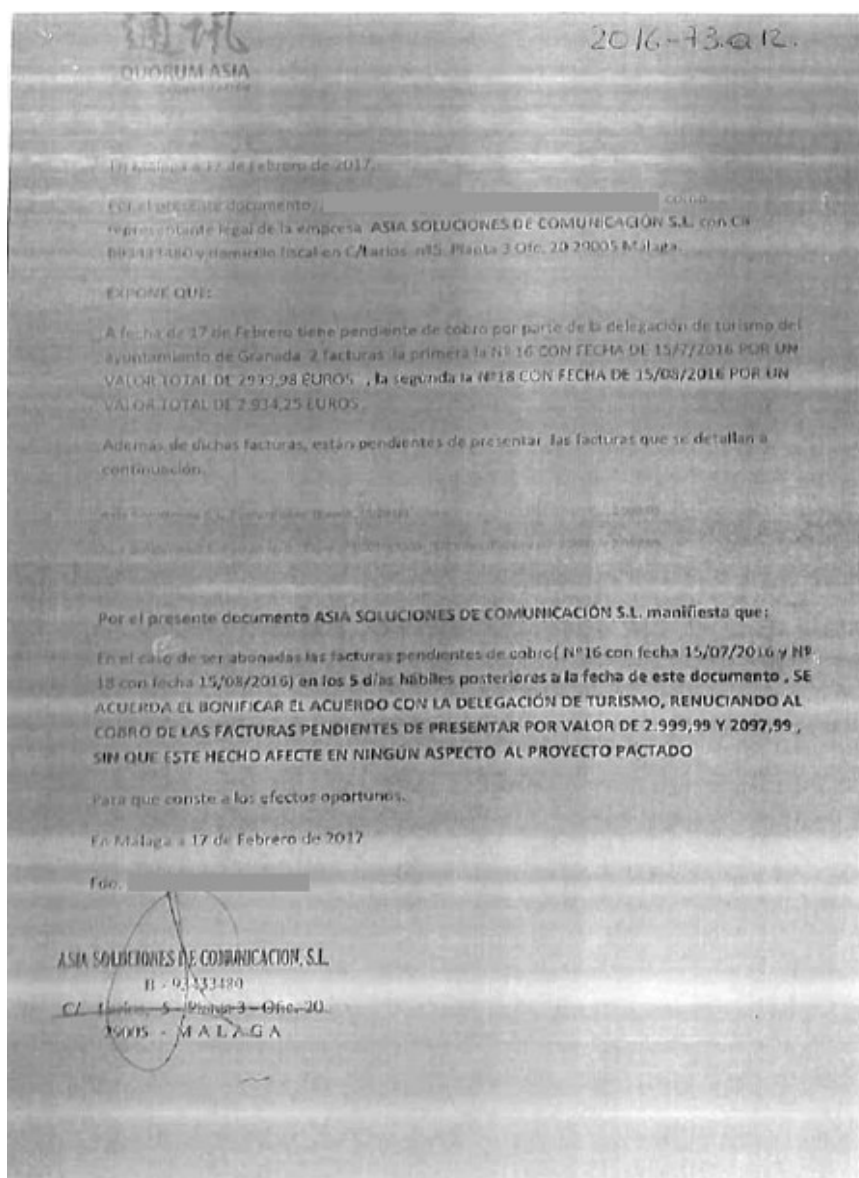 通讯
2016-73.a12.
QUORUM ASIA
En Málaga a 17 de Febrero de 2017.
Por el presente documento, como
representante legal de la empresa ASIA SOLUCIONES DE COMUNICACIÓN S.L. con Cif
B93433480 y domicilio fiscal en C/Larios nº5 Planta 3 Ofc. 20 29005 Málaga.
EXPONE QUE:
A fecha de 17 de Febrero tiene pendiente de cobro por parte de la delegación de turismo del
ayuntamiento de Granada 2 facturas la primera la Nº 16 CON FECHA DE 15/7/2016 POR UN
VALOR TOTAL DE 2999,98 EUROS , la segunda la Nº18 CON FECHA DE 15/08/2016 POR UN
VALOR TOTAL DE 2.934,25 EUROS.
Además de dichas facturas, están pendientes de presentar las facturas que se detallan a
continuación.
Por el presente documento ASIA SOLUCIONES DE COMUNICACIÓN S.L. manifiesta que:
En el caso de ser abonadas las facturas pendientes de cobro( Nº16 con fecha 15/07/2016 y Nº
18 con fecha 15/08/2016) en los 5 días hábiles posteriores a la fecha de este documento , SE
ACUERDA EL BONIFICAR EL ACUERDO CON LA DELEGACIÓN DE TURISMO, RENUCIANDO AL
COBRO DE LAS FACTURAS PENDIENTES DE PRESENTAR POR VALOR DE 2.999,99 Y 2097,99 ,
SIN QUE ESTE HECHO AFECTE EN NINGÚN ASPECTO AL PROYECTO PACTADO
Para que conste a los efectos oportunos.
En Málaga a 17 de Febrero de 2017
Fdo.
ASIA SOLUCIONES DE COMUNICACION, S.L.
B - 93433480
C/ Larios, 5 - Planta 3 - Ofic. 20
29005 - MALAGA